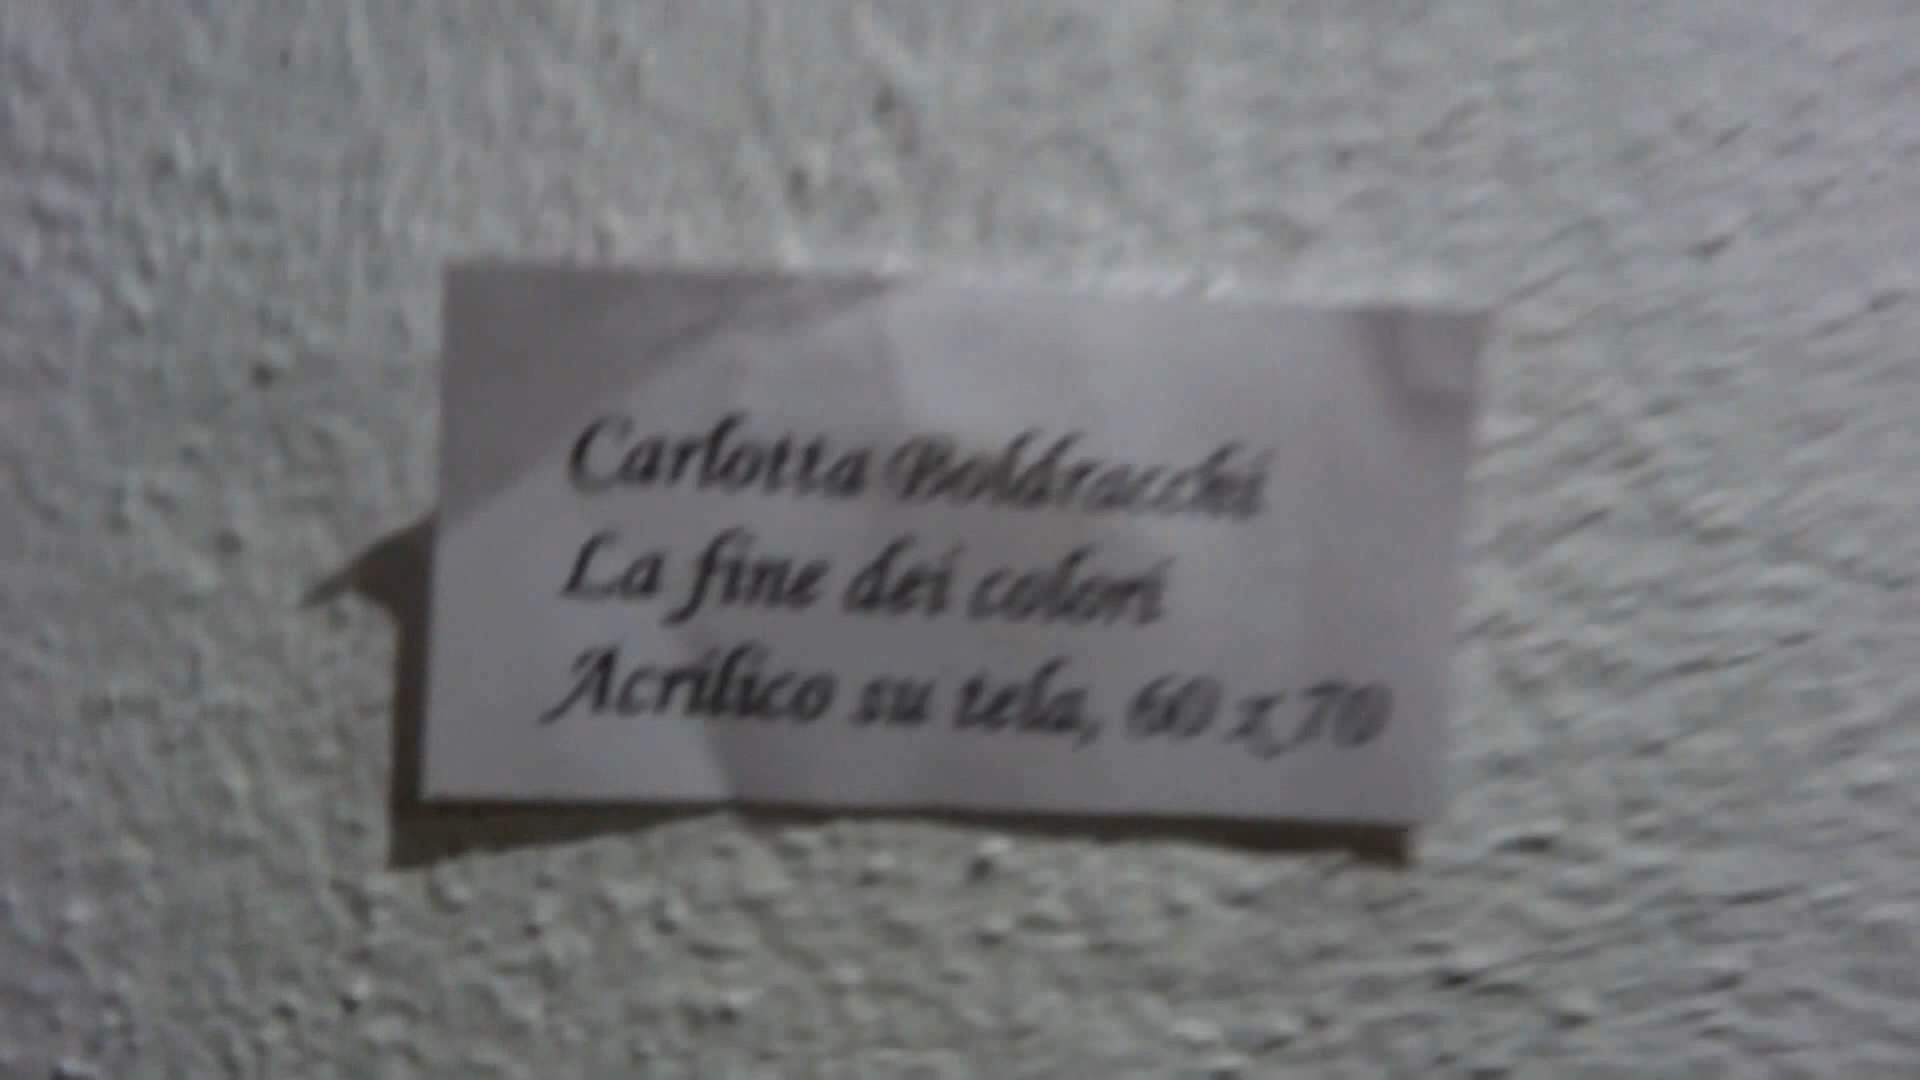 Carlotta Boldracchi
La fine dei colori
Acrilico su tela, 60 x 70